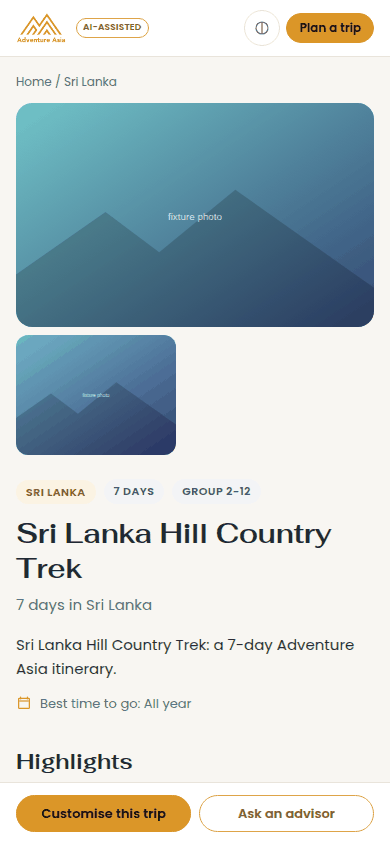 Adventure Asia
AI-ASSISTED
Plan a trip
Home / Sri Lanka
fixture photo
fixture photo
SRI LANKA
7 DAYS
GROUP 2-12
Sri Lanka Hill Country
Trek
7 days in Sri Lanka
Sri Lanka Hill Country Trek: a 7-day Adventure
Asia itinerary.
Best time to go: All year
Highlights
Customise this trip
Ask an advisor